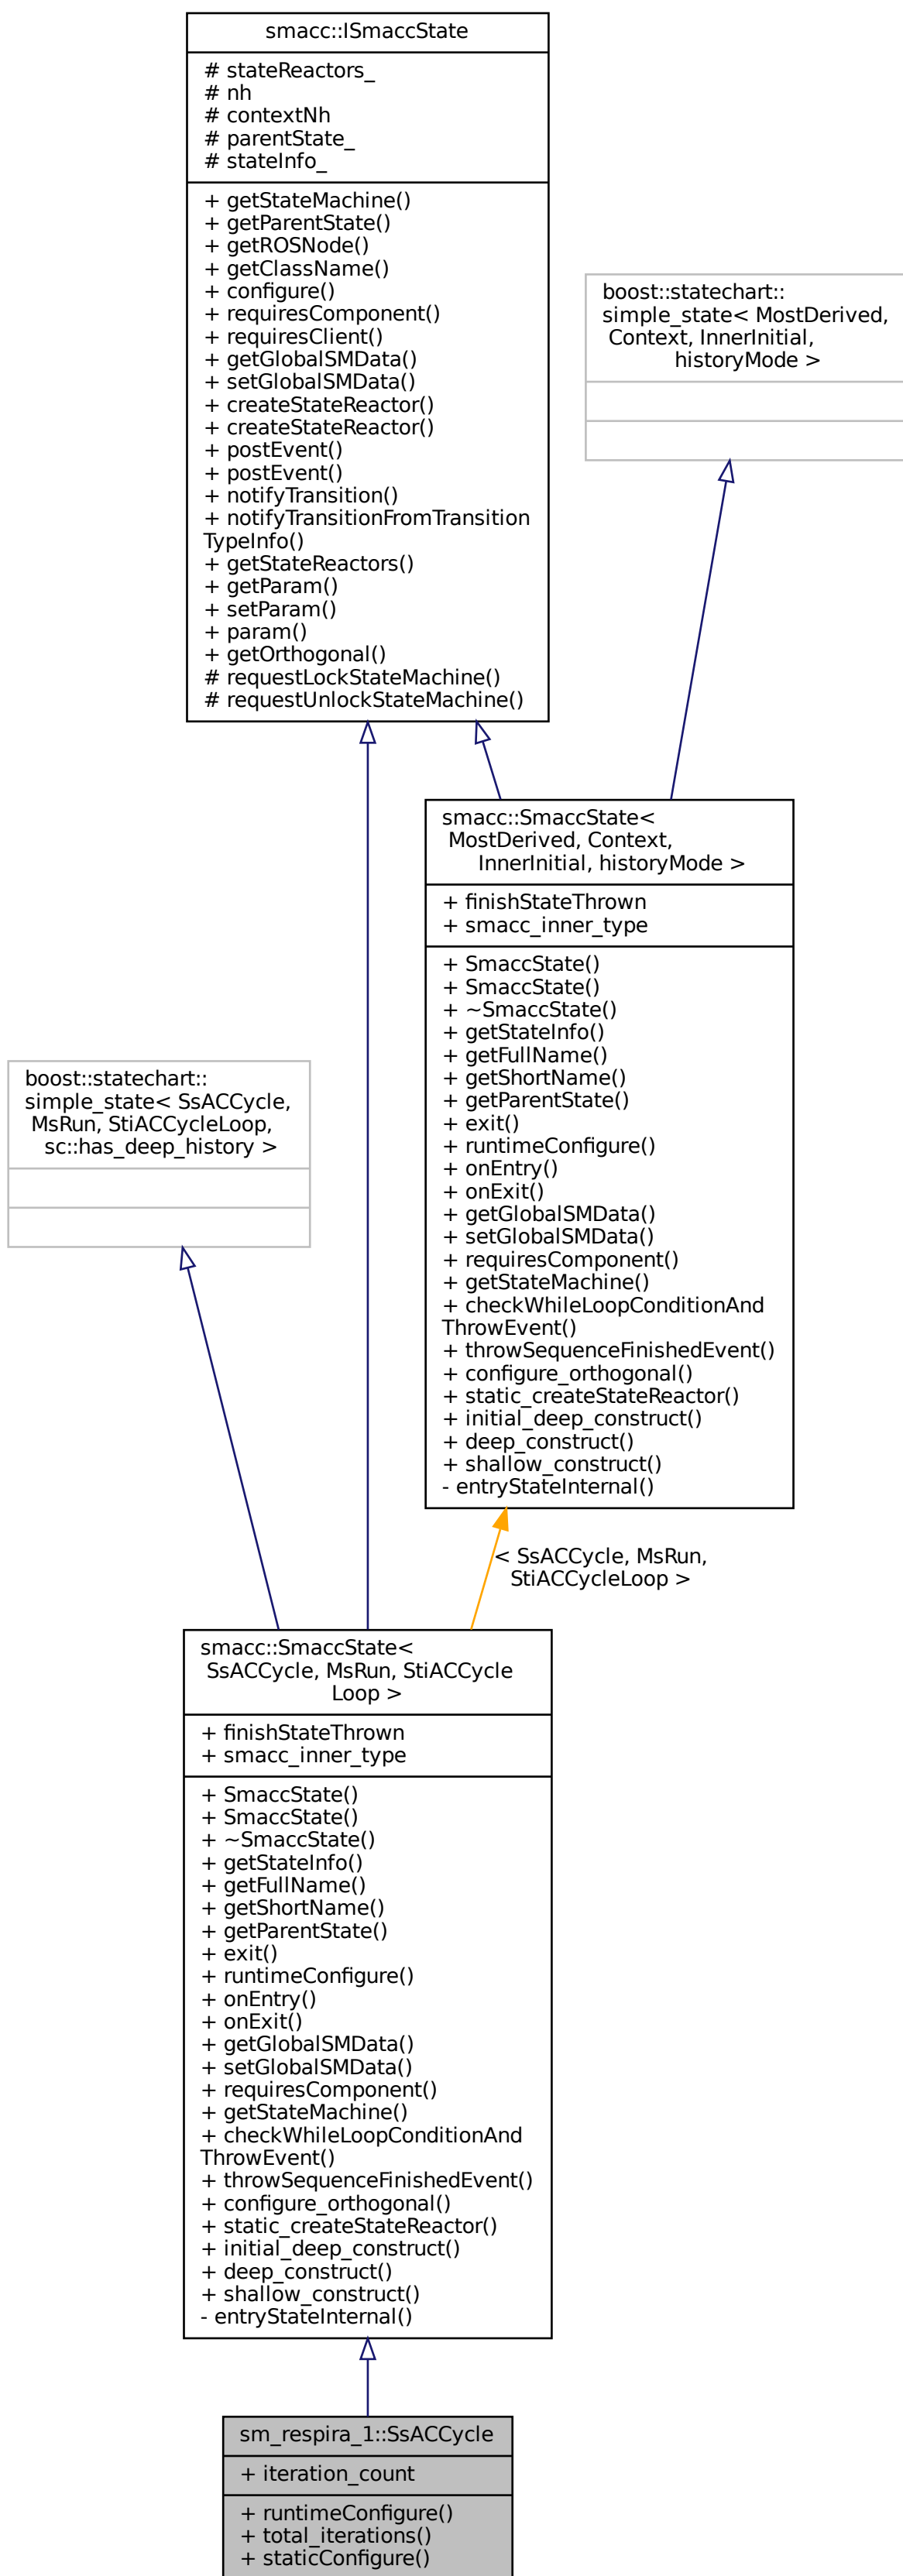 smacc::ISmaccState
# stateReactors_
# nh
# contextNh
# parentState_
# stateInfo_
+ getStateMachine()
+ getParentState()
+ getROSNode()
+ getClassName()
+ configure()
+ requiresComponent()
+ requiresClient()
+ getGlobalSMData()
+ setGlobalSMData()
+ createStateReactor()
+ createStateReactor()
+ postEvent()
+ postEvent()
+ notifyTransition()
+ notifyTransitionFromTransition
TypeInfo()
+ getStateReactors()
+ getParam()
+ setParam()
+ param()
+ getOrthogonal()
# requestLockStateMachine()
# requestUnlockStateMachine()
boost::statechart::
simple_state< MostDerived,
Context, InnerInitial,
historyMode >
smacc::SmaccState<
MostDerived, Context,
InnerInitial, historyMode >
+ finishStateThrown
+ smacc_inner_type
+ SmaccState()
+ SmaccState()
+ ~SmaccState()
+ getStateInfo()
+ getFullName()
+ getShortName()
+ getParentState()
+ exit()
+ runtimeConfigure()
+ onEntry()
+ onExit()
+ getGlobalSMData()
+ setGlobalSMData()
+ requiresComponent()
+ getStateMachine()
+ checkWhileLoopConditionAnd
ThrowEvent()
+ throwSequenceFinishedEvent()
+ configure_orthogonal()
+ static_createStateReactor()
+ initial_deep_construct()
+ deep_construct()
+ shallow_construct()
- entryStateInternal()
boost::statechart::
simple_state< SsACCycle,
MsRun, StiACCycleLoop,
sc::has_deep_history >
< SsACCycle, MsRun,
StiACCycleLoop >
smacc::SmaccState<
SsACCycle, MsRun, StiACCycle
Loop >
+ finishStateThrown
+ smacc_inner_type
+ SmaccState()
+ SmaccState()
+ ~SmaccState()
+ getStateInfo()
+ getFullName()
+ getShortName()
+ getParentState()
+ exit()
+ runtimeConfigure()
+ onEntry()
+ onExit()
+ getGlobalSMData()
+ setGlobalSMData()
+ requiresComponent()
+ getStateMachine()
+ checkWhileLoopConditionAnd
ThrowEvent()
+ throwSequenceFinishedEvent()
+ configure_orthogonal()
+ static_createStateReactor()
+ initial_deep_construct()
+ deep_construct()
+ shallow_construct()
- entryStateInternal()
sm_respira_1::SsACCycle
+ iteration_count
+ runtimeConfigure()
+ total_iterations()
+ staticConfigure()